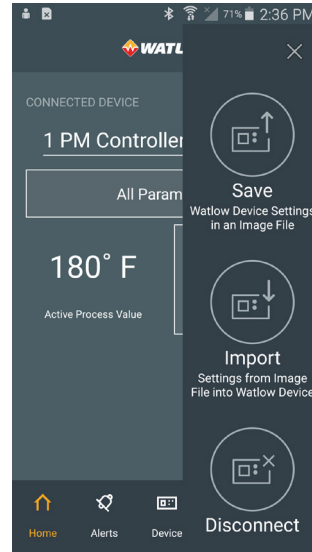 71% 2:36 PM
WATL
CONNECTED DEVICE
1 PM Controller
All Param
180° F
Active Process Value
Save
Watlow Device Settings
in an Image File
Import
Settings from Image
File into Watlow Device
Disconnect
Home Alerts Device